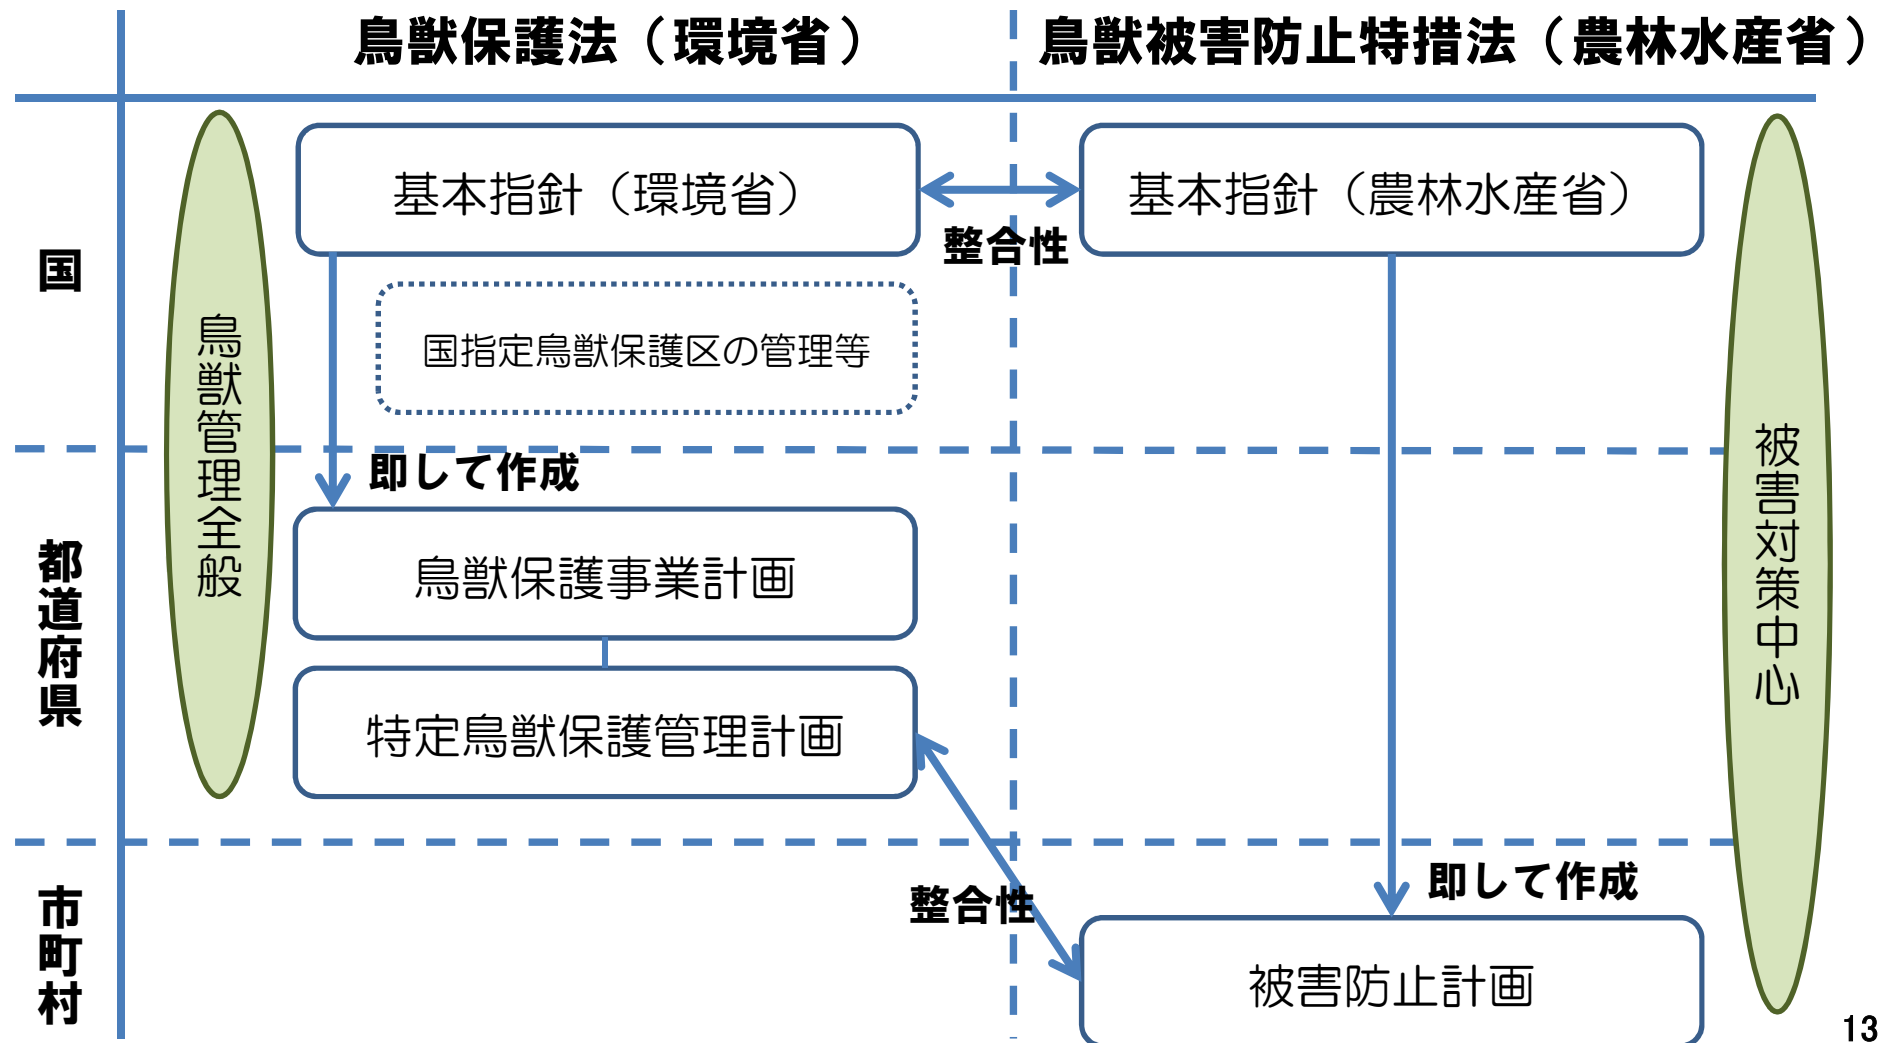 鳥獣保護法（環境省）
鳥獣被害防止特措法（農林水産省）
国
基本指針（環境省）
整合性
基本指針（農林水産省）
国指定鳥獣保護区の管理等
鳥獣管理全般
被害対策中心
都道府県
即して作成
鳥獣保護事業計画
特定鳥獣保護管理計画
市町村
整合性
即して作成
被害防止計画
13